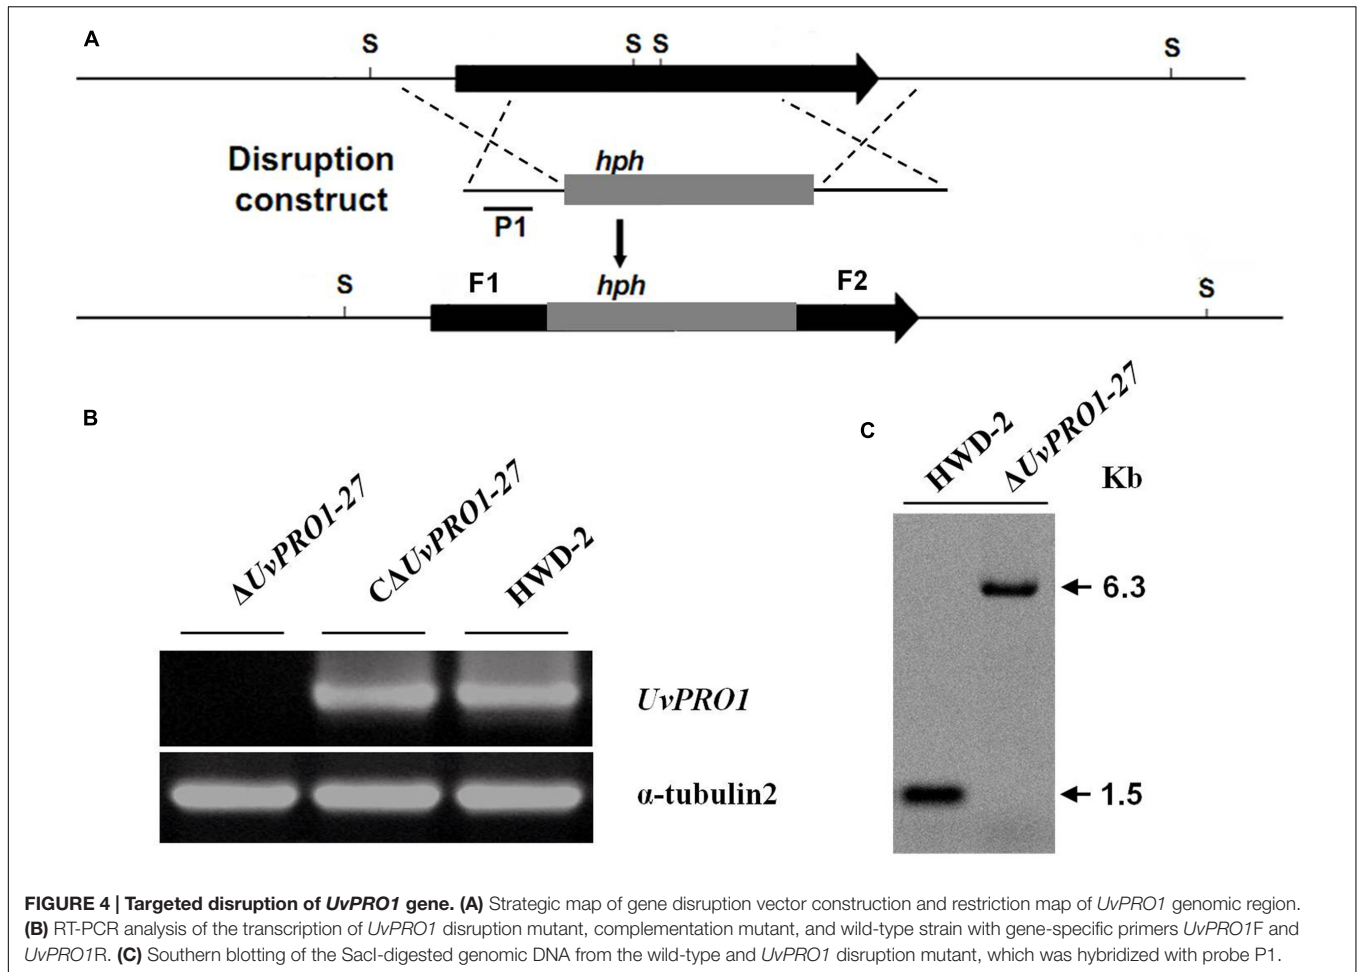 A
S
S S
S
Disruption
construct
hph
P1
S
F1
hph
F2
S
B
ΔUvPRO1-27
CΔUvPRO1-27
HWD-2
UvPRO1
α-tubulin2
C
HWD-2
ΔUvPRO1-27
Kb
6.3
1.5
FIGURE 4 | Targeted disruption of UvPRO1 gene. (A) Strategic map of gene disruption vector construction and restriction map of UvPRO1 genomic region.
(B) RT-PCR analysis of the transcription of UvPRO1 disruption mutant, complementation mutant, and wild-type strain with gene-specific primers UvPRO1F and
UvPRO1R. (C) Southern blotting of the SacI-digested genomic DNA from the wild-type and UvPRO1 disruption mutant, which was hybridized with probe P1.